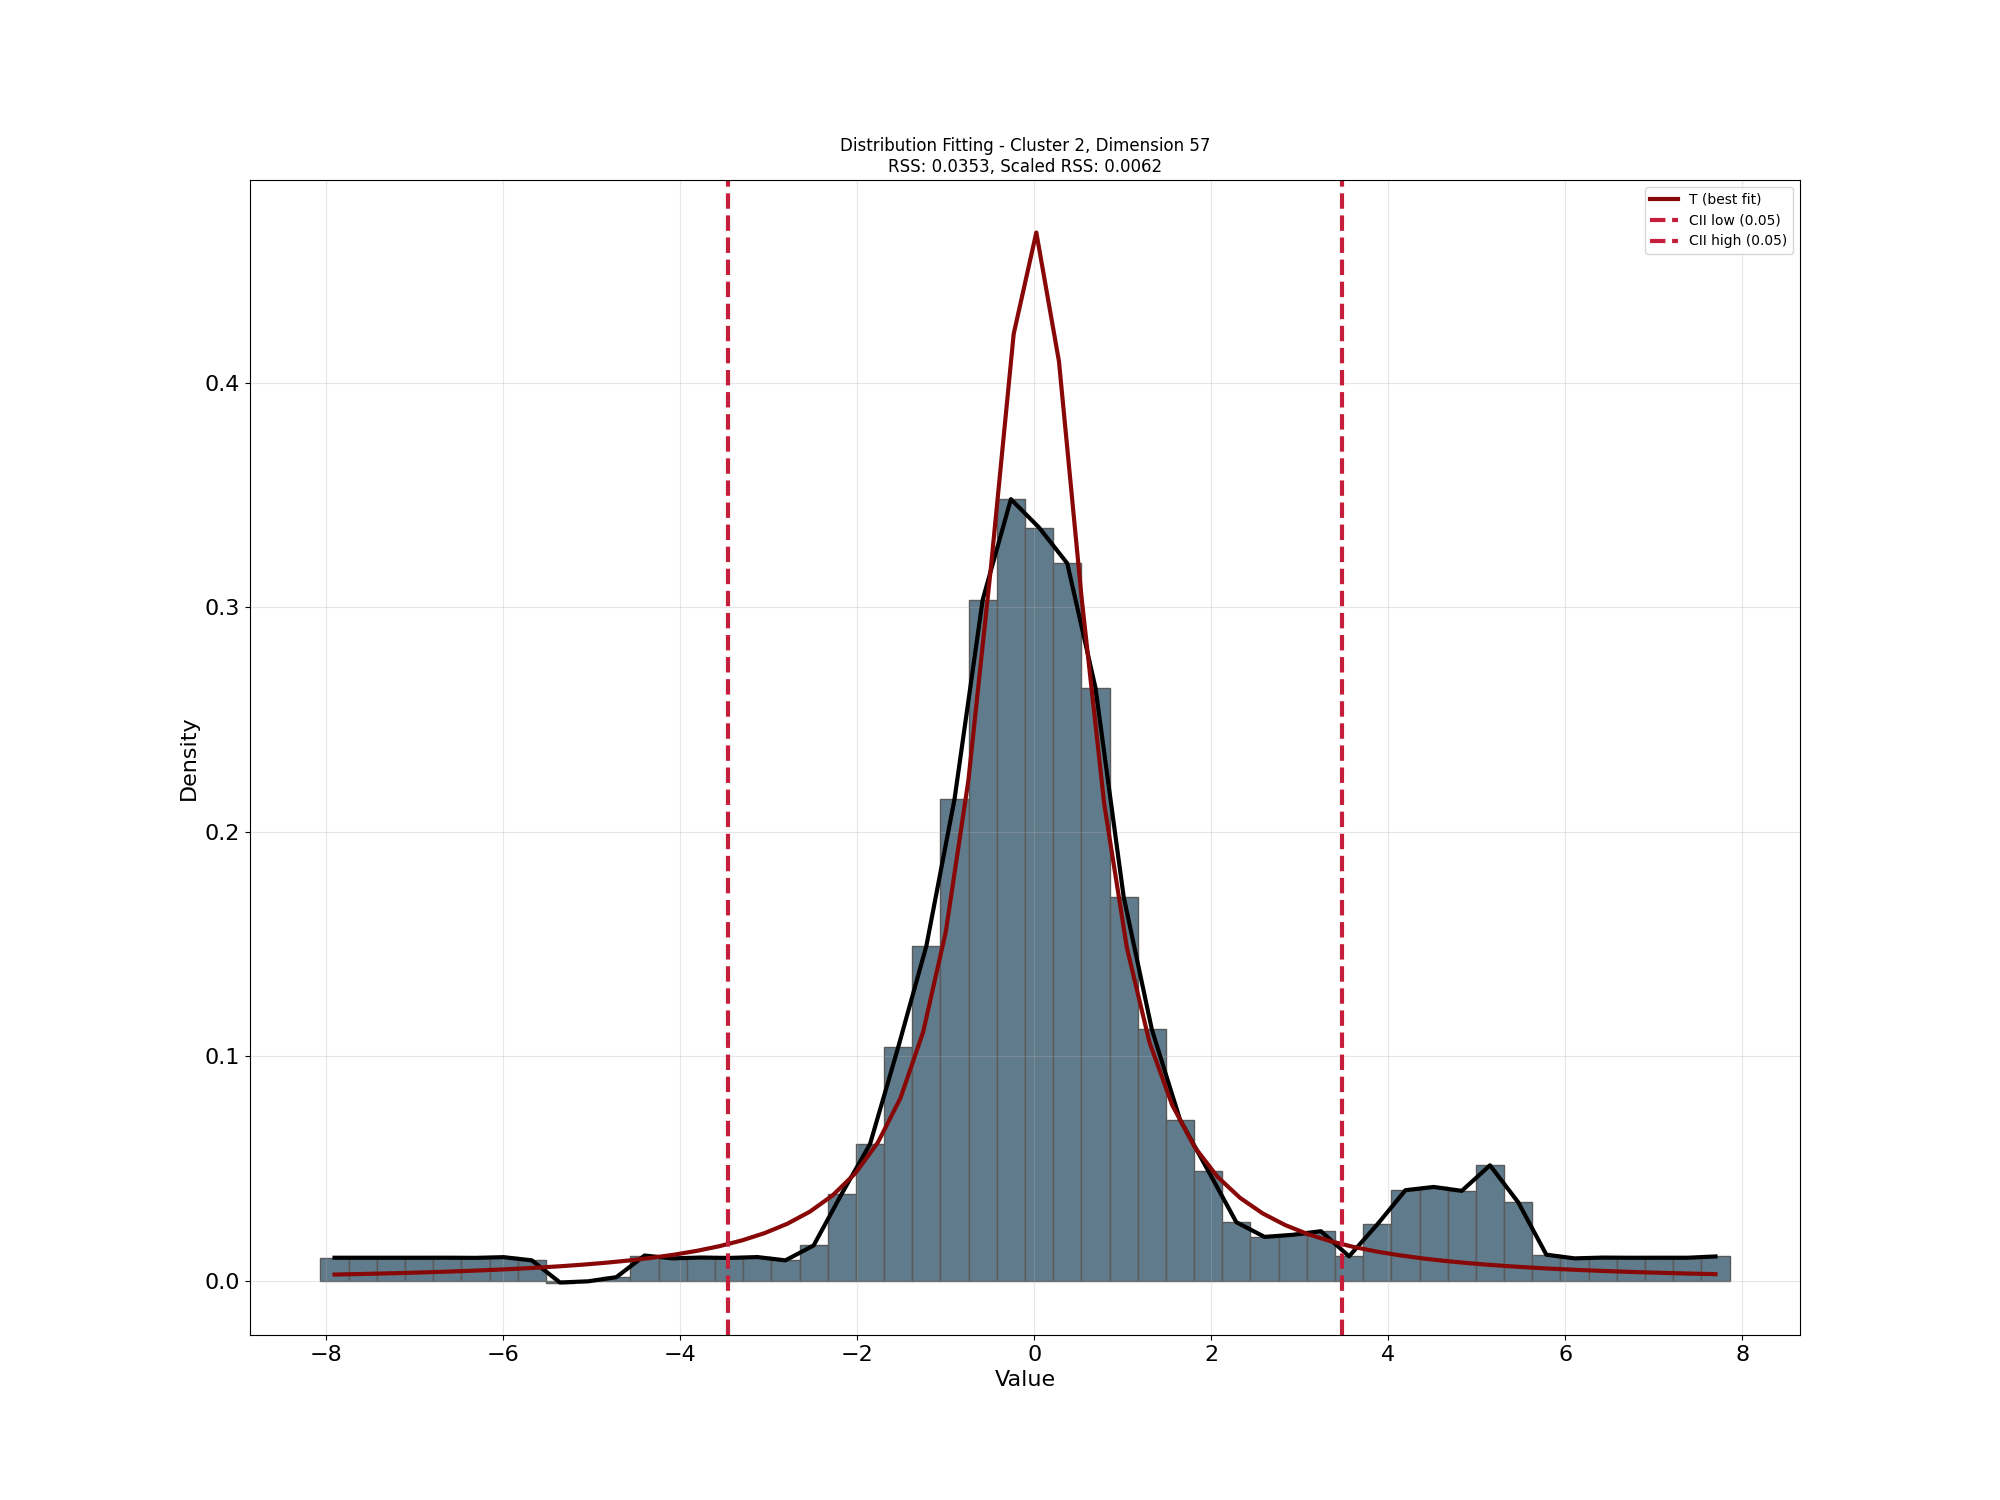 Distribution Fitting - Cluster 2, Dimension 57
RSS: 0.0353, Scaled RSS: 0.0062
T (best fit)
CII low (0.05)
CII high (0.05)
0.4
0.3
0.2
0.1
0.0
Density
−8 −6 −4 −2 0 2 4 6 8
Value